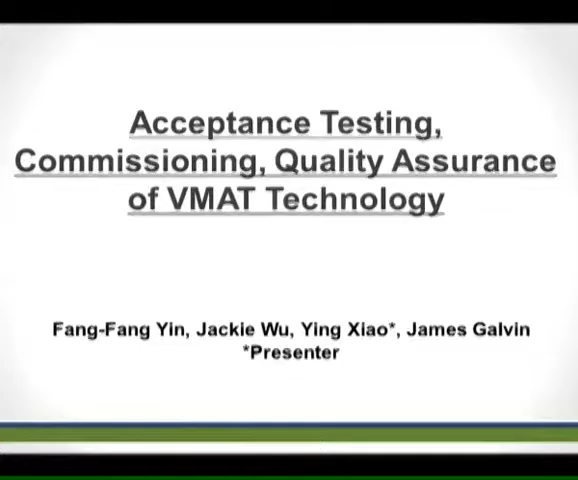 Acceptance Testing,
Commissioning, Quality Assurance
of VMAT Technology
Fang-Fang Yin, Jackie Wu, Ying Xiao*, James Galvin
*Presenter